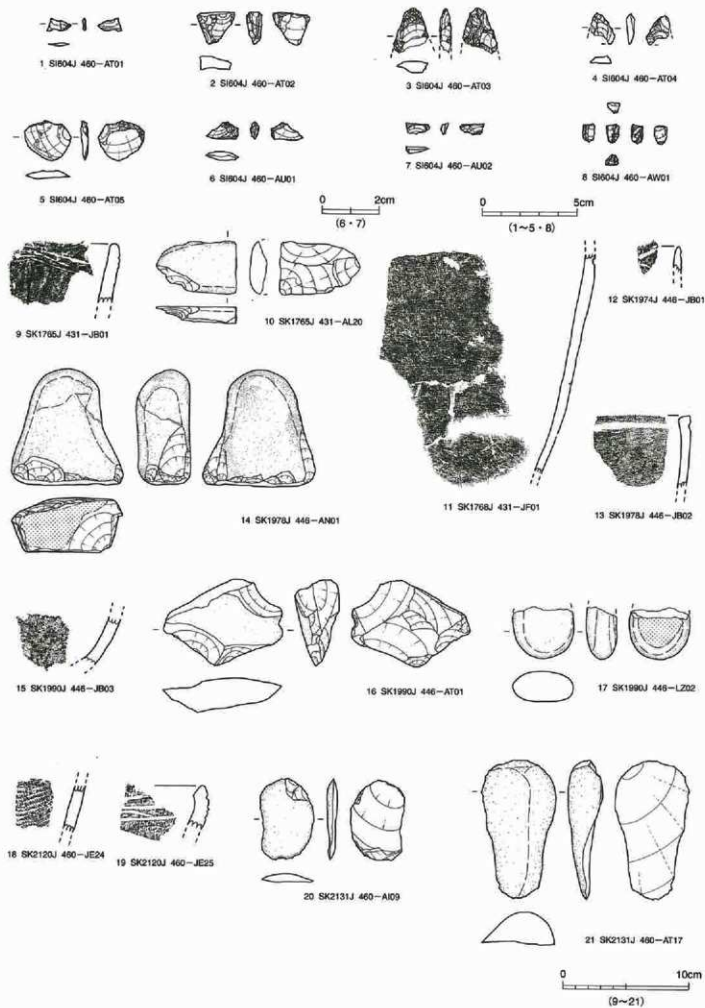 1 SI604J 460-AT01
2 SI604J 460-AT02
3 SI604J 460-AT03
4 SI604J 460-AT04
5 SI604J 460-AT05
6 SI604J 460-AU01
7 SI604J 460-AU02
8 SI604J 460-AW01
0 2cm
(6・7)
0 5cm
(1〜5・8)
9 SK1765J 431-JB01
10 SK1765J 431-AL20
11 SK1768J 431-JF01
12 SK1974J 446-JB01
13 SK1978J 446-JB02
14 SK1978J 446-AN01
15 SK1990J 446-JB03
16 SK1990J 446-AT01
17 SK1990J 446-LZ02
18 SK2120J 460-JE24
19 SK2120J 460-JE25
20 SK2131J 460-AI09
21 SK2131J 460-AT17
0 10cm
(9〜21)